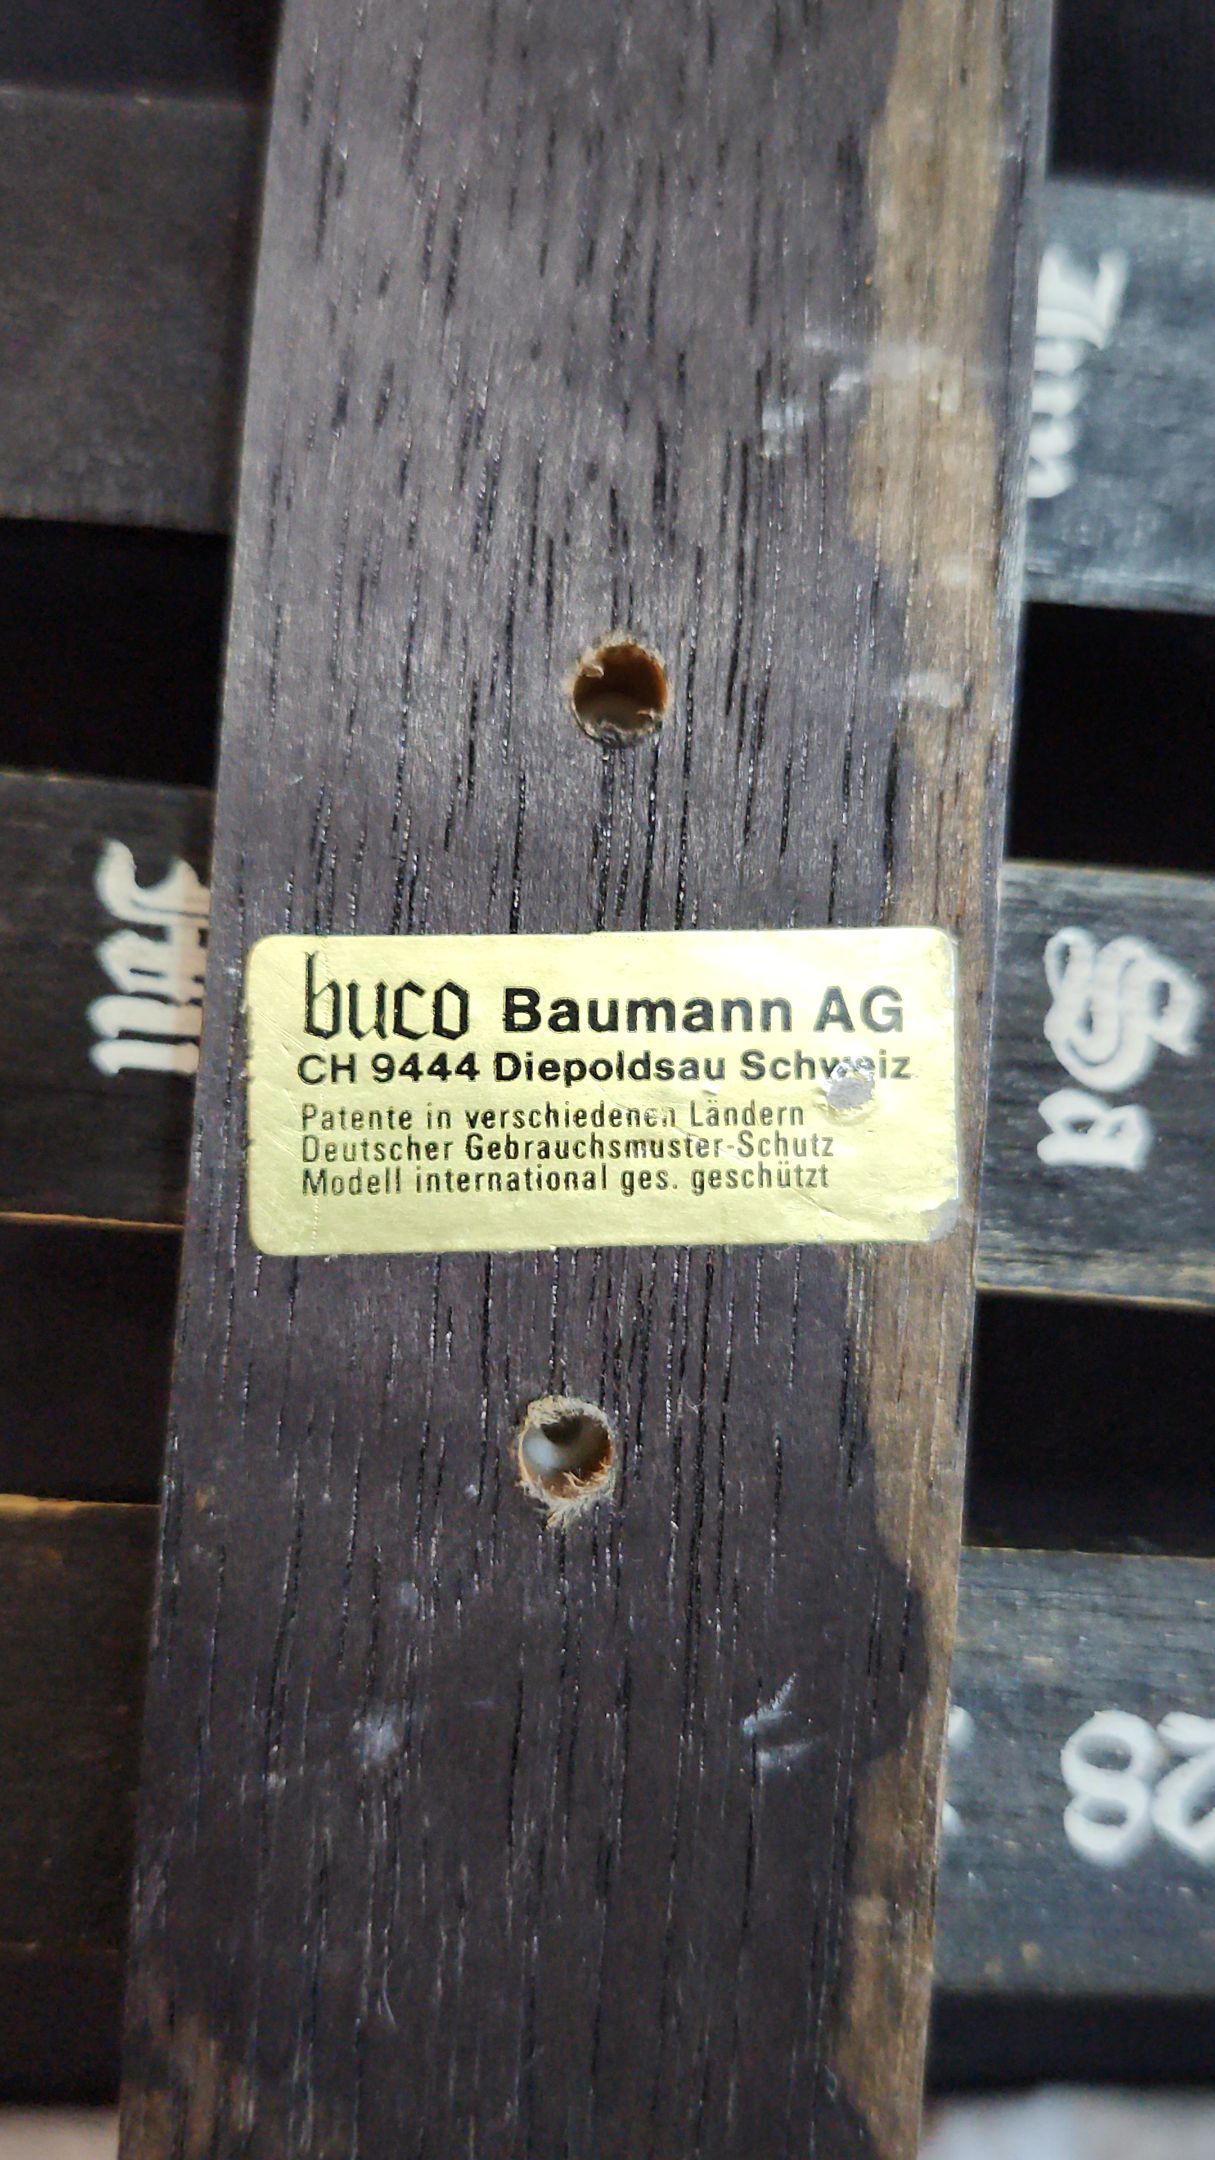 buco Baumann AG
CH 9444 Diepoldsau Schweiz
Patente in verschiedenen Ländern
Deutscher Gebrauchsmuster-Schutz
Modell international ges. geschützt